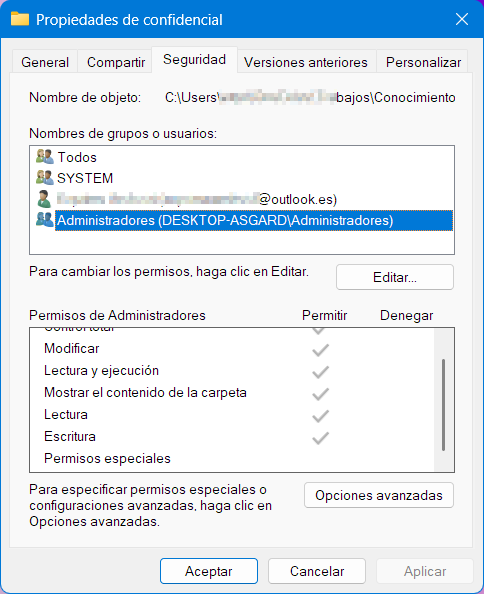 Propiedades de confidencial
General Compartir Seguridad Versiones anteriores Personalizar
Nombre de objeto: C:\Users\ bajos\Conocimiento
Nombres de grupos o usuarios:
Todos
SYSTEM
@outlook.es)
Administradores (DESKTOP-ASGARD\Administradores)
Para cambiar los permisos, haga clic en Editar. Editar...
Permisos de Administradores Permitir Denegar
Control total
Modificar
Lectura y ejecución
Mostrar el contenido de la carpeta
Lectura
Escritura
Permisos especiales
Para especificar permisos especiales o
configuraciones avanzadas, haga clic en
Opciones avanzadas.
Opciones avanzadas
Aceptar Cancelar Aplicar